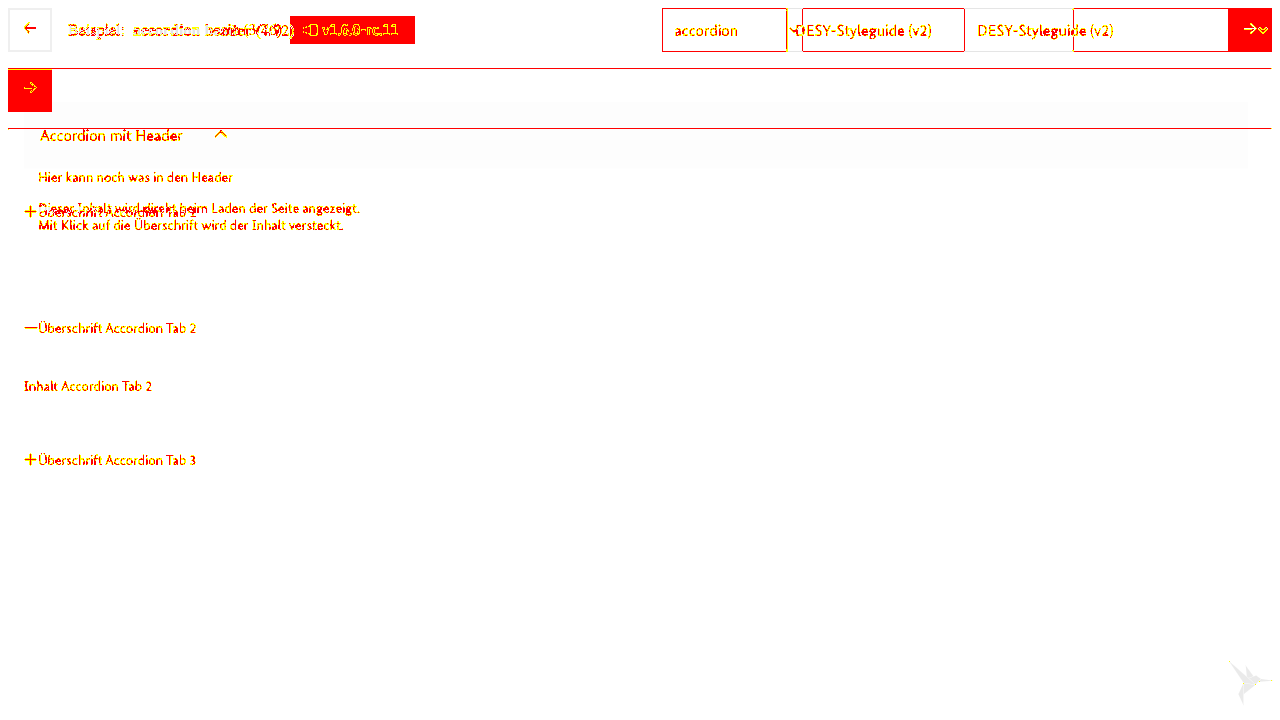 Beispiel: accordion v1.6.0-rc.11 accordion DESY-Styleguide (v2) DESY-Styleguide (v2)
Accordion mit Header
Hier kann noch was in den Header
Dieser Inhalt wird direkt beim Laden der Seite angezeigt.
Überschrift Accordion Tab
Mit Klick auf die Überschrift wird der Inhalt versteckt.
Überschrift Accordion Tab 2
Inhalt Accordion Tab 2
Überschrift Accordion Tab 3